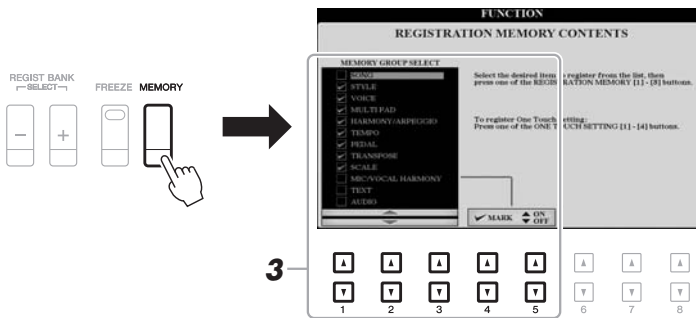 FUNCTION
REGISTRATION MEMORY CONTENTS
REGIST BANK
SELECT
FREEZE
MEMORY
- +
MEMORY GROUP SELECT
SONG
STYLE
VOICE
MULTI PAD
HARMONY/ARPEGGIO
TEMPO
PEDAL
TRANSPOSE
SCALE
MIC/VOCAL HARMONY
TEXT
AUDIO
Select the desired item to register from the list, then
press one of the REGISTRATION MEMORY [1] - [8] buttons.
To register One Touch Setting:
Press one of the ONE TOUCH SETTING [1] - [4] buttons.
MARK ON
OFF
3
1 2 3 4 5 6 7 8